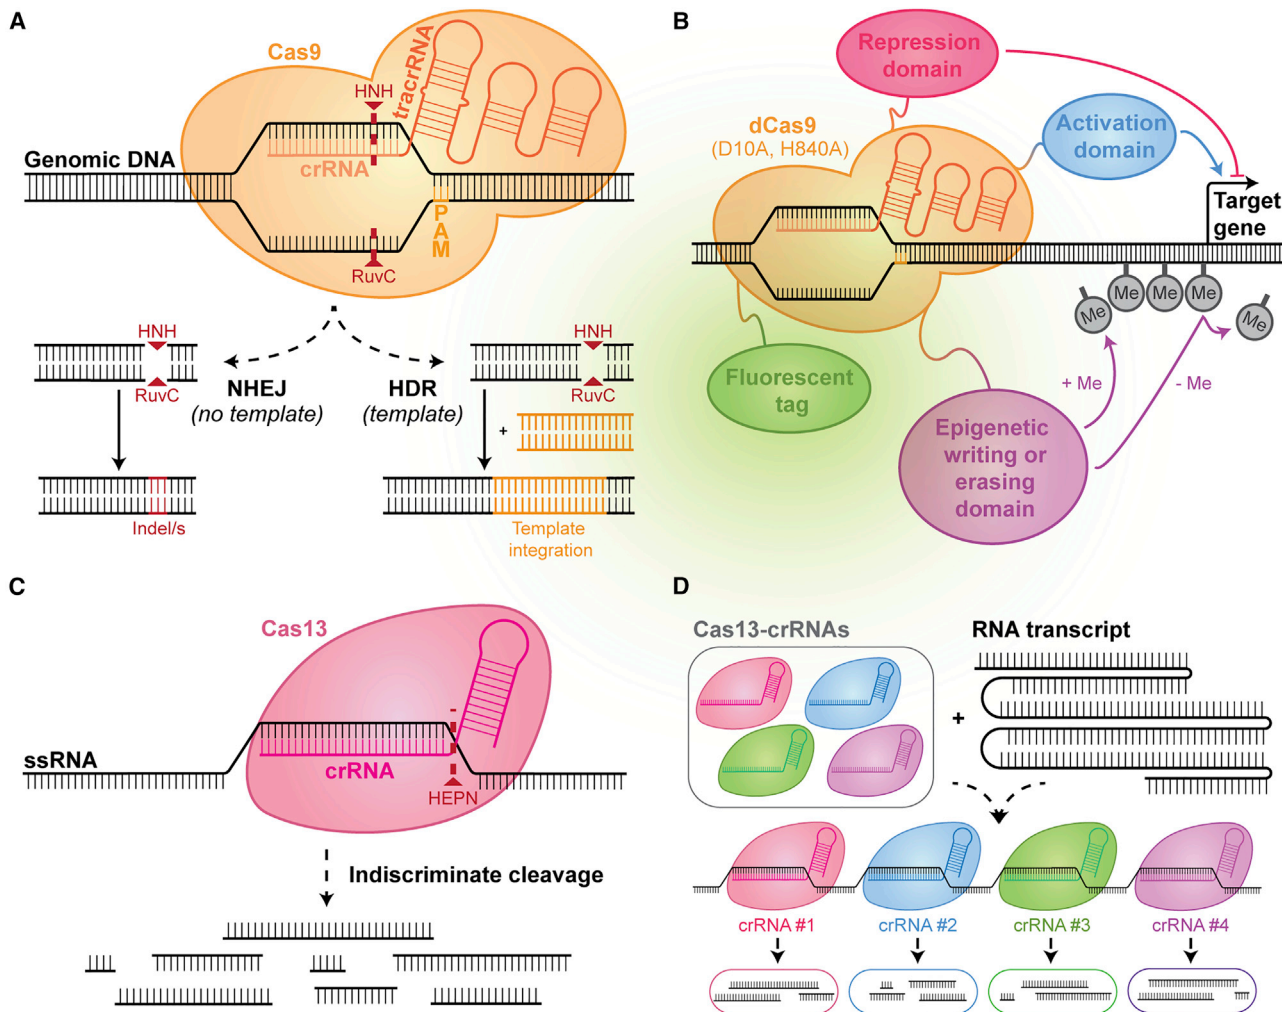 A
Cas9
tracrRNA
HNH
Genomic DNA
crRNA
PAM
RuvC
HNH
RuvC
NHEJ
(no template)
HDR
(template)
HNH
RuvC
+
Indel/s
Template
integration
B
Repression
domain
dCas9
(D10A, H840A)
Activation
domain
Target
gene
Me
Me
Me
Me
Me
Fluorescent
tag
+ Me
- Me
Epigenetic
writing or
erasing
domain
C
Cas13
ssRNA
crRNA
HEPN
Indiscriminate cleavage
D
Cas13-crRNAs
RNA transcript
+
crRNA #1
crRNA #2
crRNA #3
crRNA #4